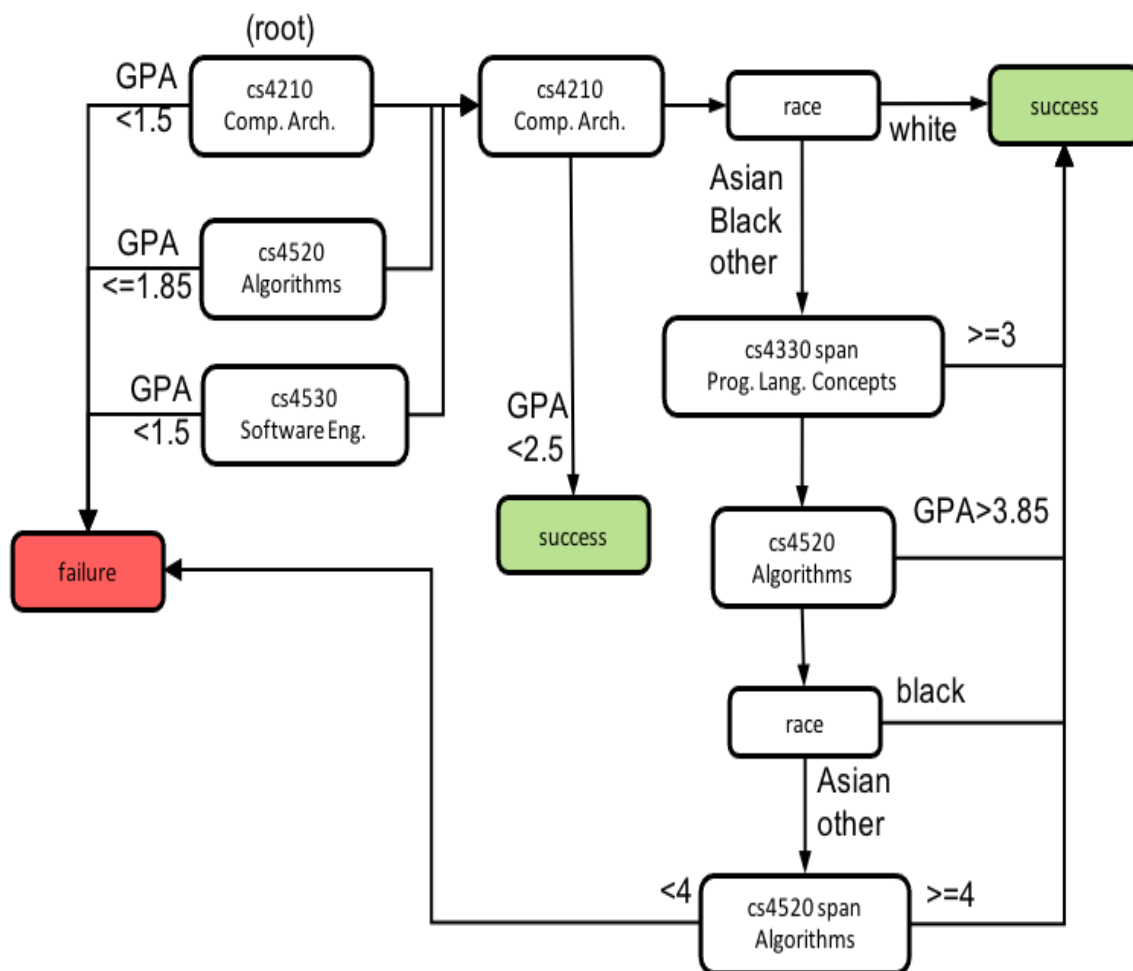 (root)
GPA
<1.5
cs4210
Comp. Arch.
cs4210
Comp. Arch.
race
white
success
GPA
<=1.85
cs4520
Algorithms
Asian
Black
other
GPA
<1.5
cs4530
Software Eng.
cs4330 span
Prog. Lang. Concepts
>=3
GPA
<2.5
failure
success
cs4520
Algorithms
GPA>3.85
race
black
Asian
other
<4
cs4520 span
Algorithms
>=4